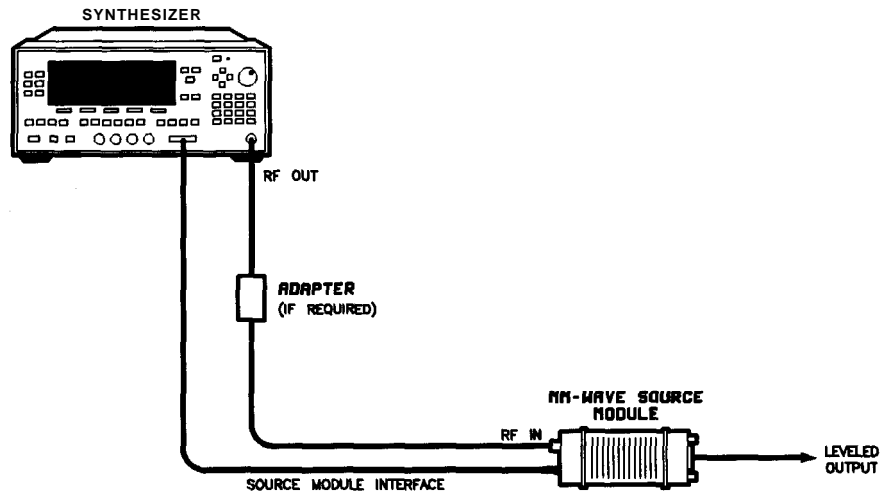 SYNTHESIZER
RF OUT
ADAPTER
(IF REQUIRED)
MM-WAVE SOURCE
MODULE
RF IN
LEVELED
OUTPUT
SOURCE MODULE INTERFACE